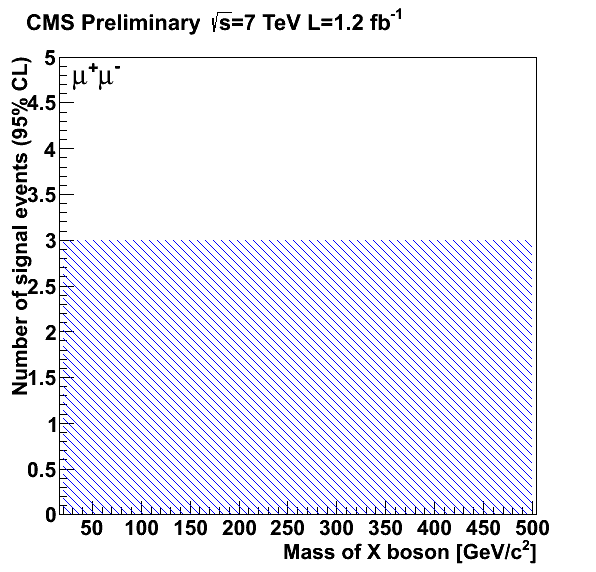 CMS Preliminary √s=7 TeV L=1.2 fb⁻¹
μ⁺μ⁻
Number of signal events (95% CL)
5
4.5
4
3.5
3
2.5
2
1.5
1
0.5
0
50 100 150 200 250 300 350 400 450 500
Mass of X boson [GeV/c²]